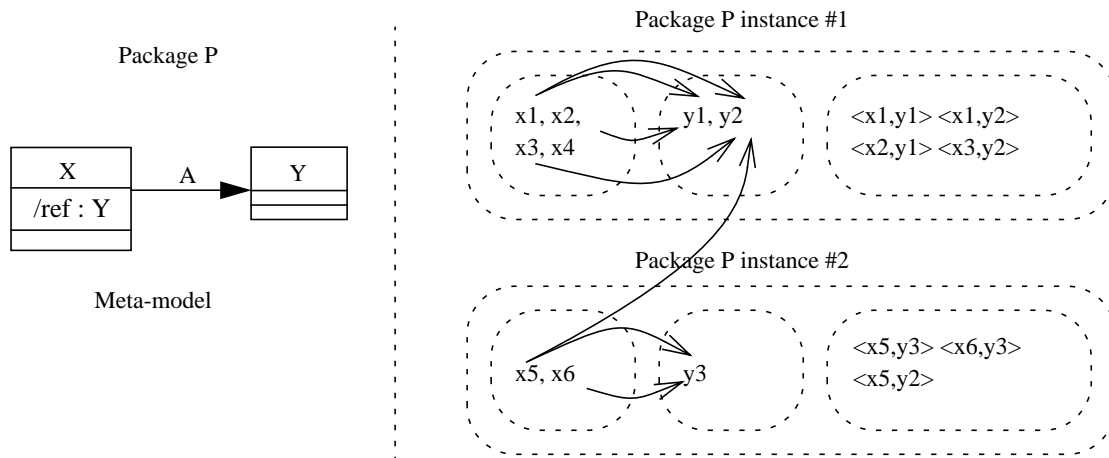 Package P
X
/ref : Y
A
Y
Meta-model
Package P instance #1
x1, x2,
x3, x4
y1, y2
<x1,y1> <x1,y2>
<x2,y1> <x3,y2>
Package P instance #2
x5, x6
y3
<x5,y3> <x6,y3>
<x5,y2>